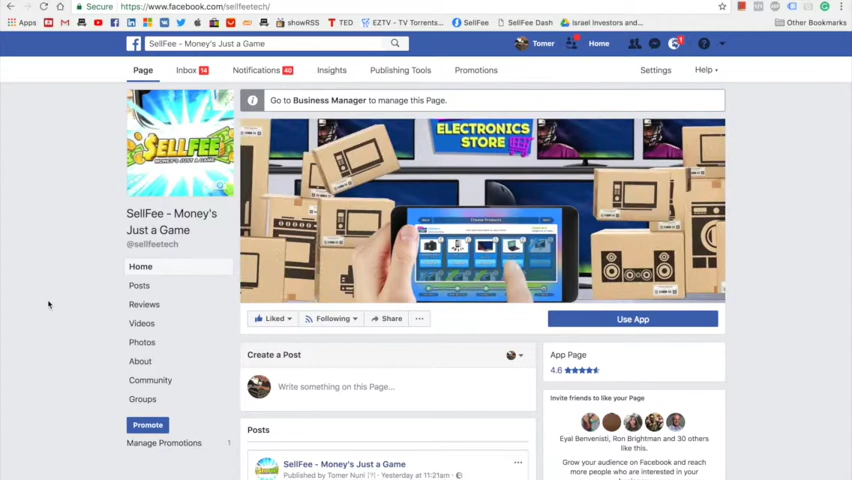 Secure https://www.facebook.com/sellfeetech/
Apps showRSS TED EZTV - TV Torrents... SellFee SellFee Dash Israel Investors and... Other Bookmarks
SellFee - Money's Just a Game Tomer Home 1
Page Inbox 14 Notifications 40 Insights Publishing Tools Promotions Settings Help
Go to Business Manager to manage this Page.
ELECTRONICS
STORE
SELLFEE
MONEY'S JUST A GAME
SellFee - Money's
Just a Game
@sellfeetech
Home
Posts
Reviews
Videos
Photos
About
Community
Groups
Promote
Manage Promotions 1
Choose Products
Liked Following Share ... Use App
Create a Post
Write something on this Page...
Posts
SellFee - Money's Just a Game
Published by Tomer Nuni [?] · Yesterday at 11:21am ·
App Page
4.6
Invite friends to like your Page
Eyal Benvenisti, Ron Brightman and 30 others
like this.
Grow your audience on Facebook and reach
more people who are interested in your